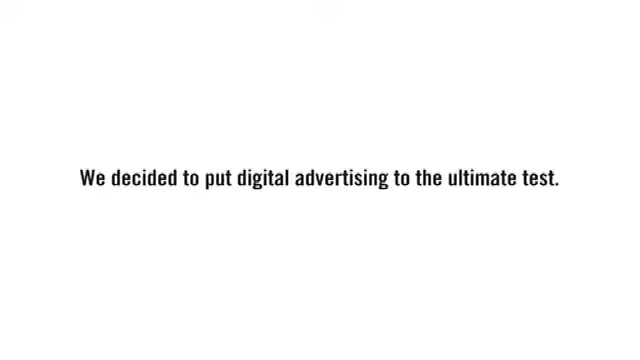 We decided to put digital advertising to the ultimate test.